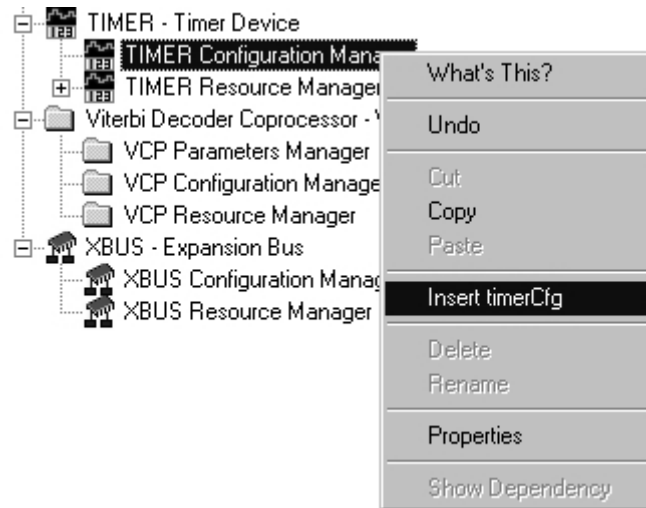 TIMER - Timer Device
TIMER Configuration Mana
TIMER Resource Manager
Viterbi Decoder Coprocessor -
VCP Parameters Manager
VCP Configuration Manage
VCP Resource Manager
XBUS - Expansion Bus
XBUS Configuration Manag
XBUS Resource Manager
What's This?
Undo
Cut
Copy
Paste
Insert timerCfg
Delete
Rename
Properties
Show Dependency